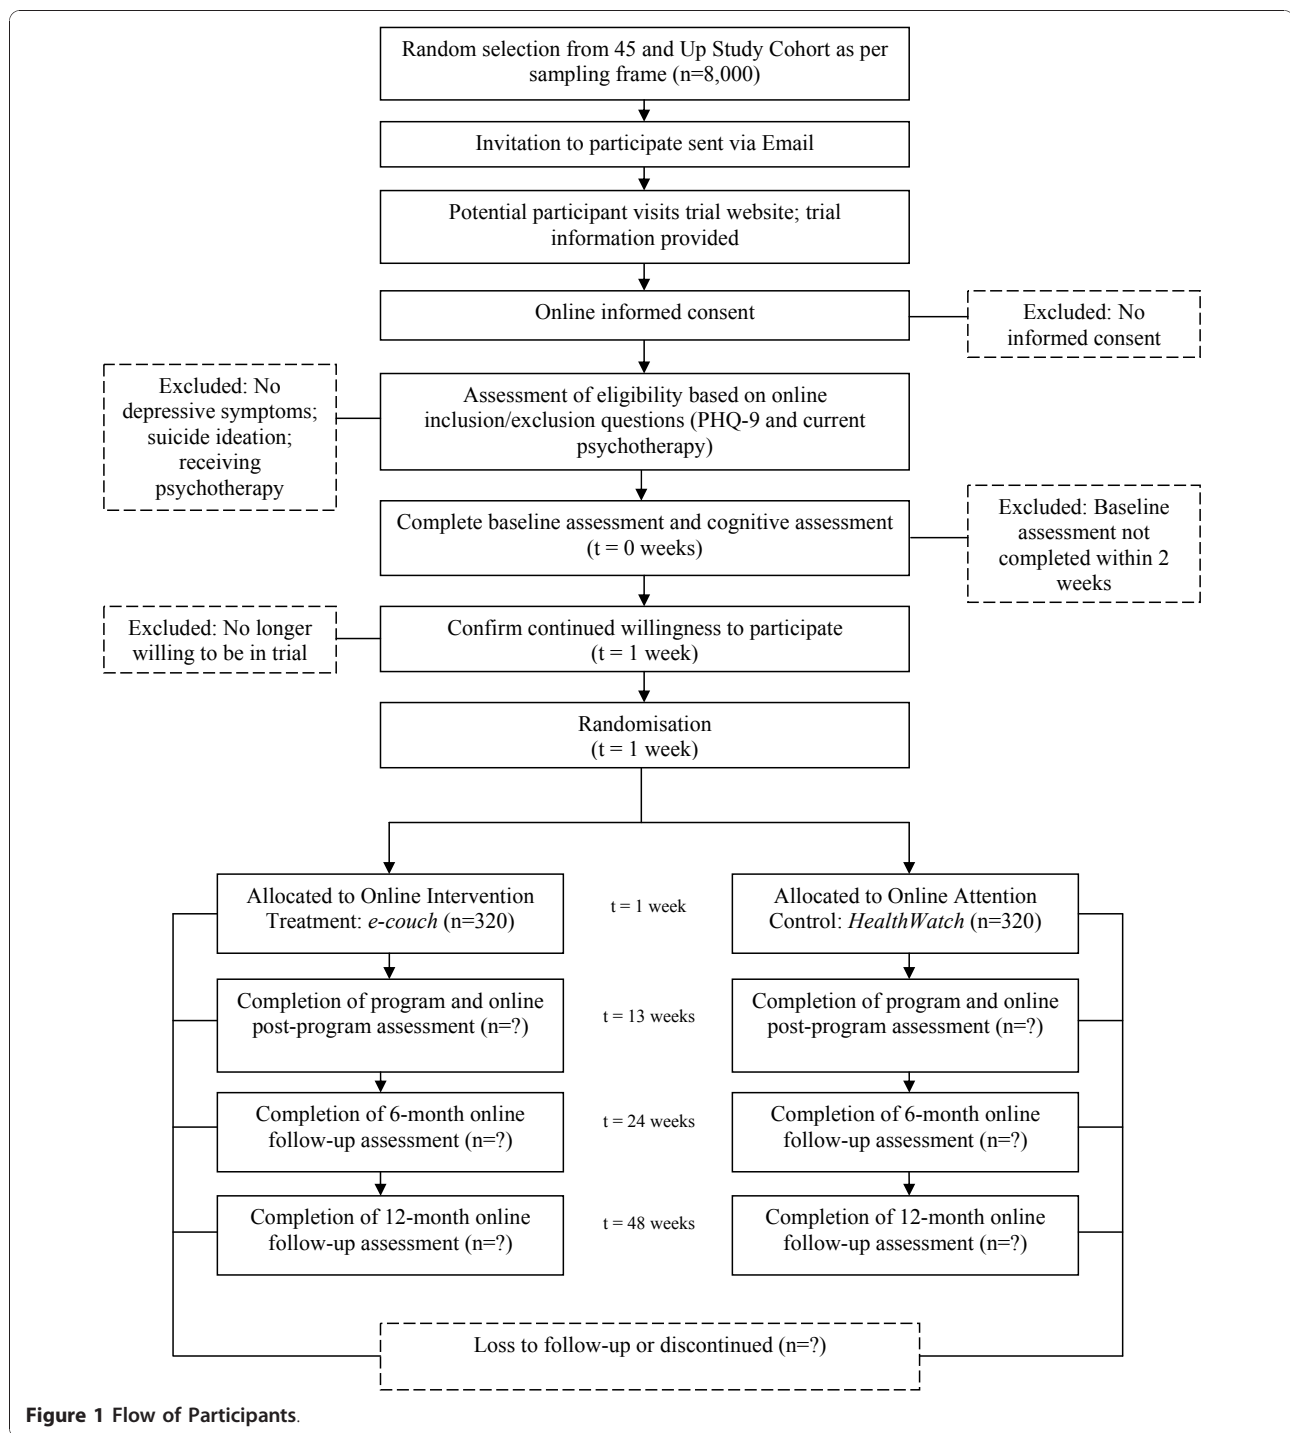 Random selection from 45 and Up Study Cohort as per
sampling frame (n=8,000)
Invitation to participate sent via Email
Potential participant visits trial website; trial
information provided
Online informed consent
Excluded: No
informed consent
Excluded: No
depressive symptoms;
suicide ideation;
receiving
psychotherapy
Assessment of eligibility based on online
inclusion/exclusion questions (PHQ-9 and current
psychotherapy)
Complete baseline assessment and cognitive assessment
(t = 0 weeks)
Excluded: Baseline
assessment not
completed within 2
weeks
Excluded: No longer
willing to be in trial
Confirm continued willingness to participate
(t = 1 week)
Randomisation
(t = 1 week)
Allocated to Online Intervention
Treatment: e-couch (n=320)
t = 1 week
Allocated to Online Attention
Control: HealthWatch (n=320)
Completion of program and online
post-program assessment (n=?)
t = 13 weeks
Completion of program and online
post-program assessment (n=?)
Completion of 6-month online
follow-up assessment (n=?)
t = 24 weeks
Completion of 6-month online
follow-up assessment (n=?)
Completion of 12-month online
follow-up assessment (n=?)
t = 48 weeks
Completion of 12-month online
follow-up assessment (n=?)
Loss to follow-up or discontinued (n=?)
Figure 1 Flow of Participants.